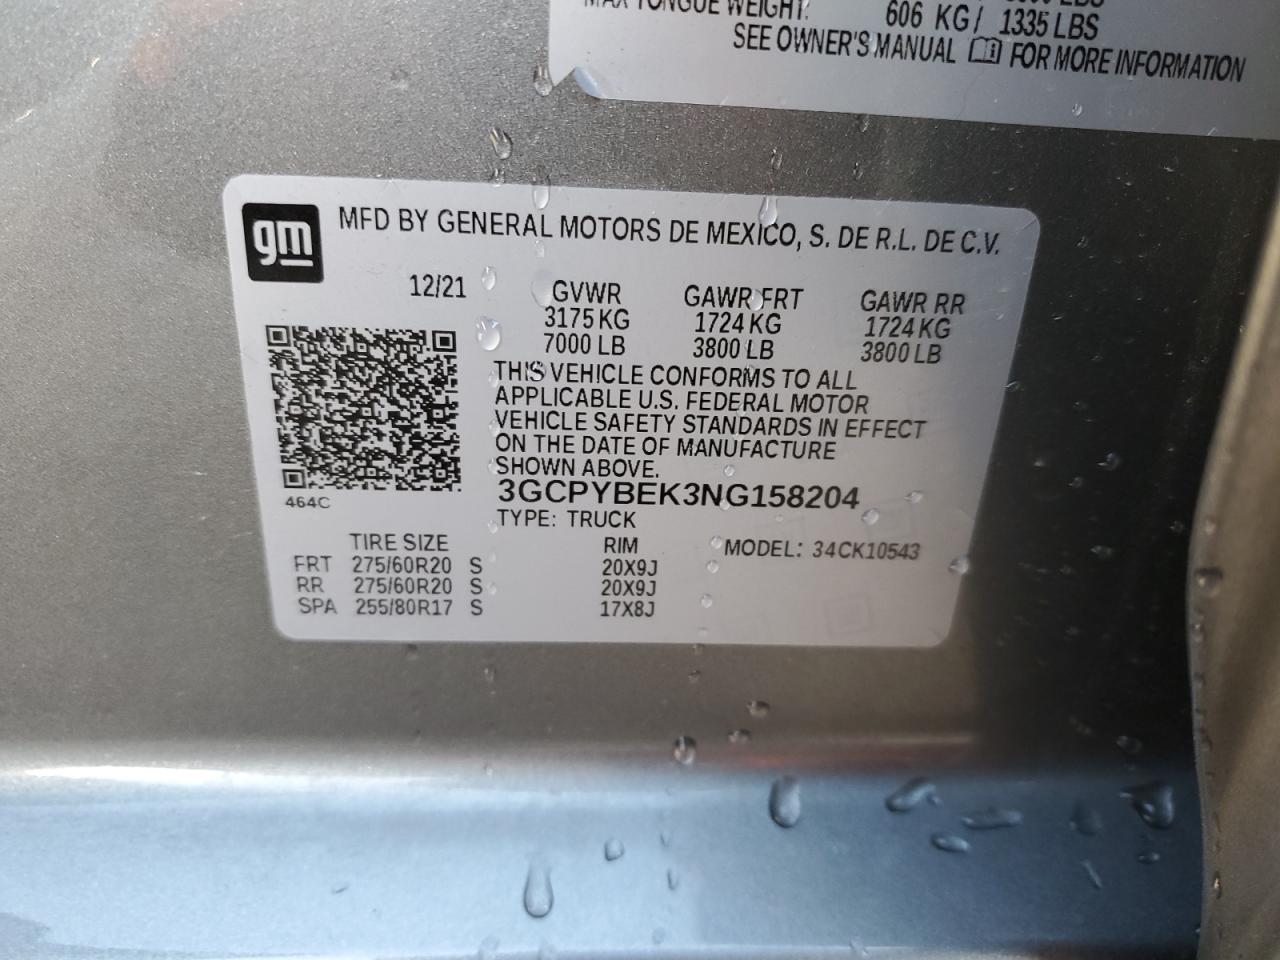 MAX TONGUE WEIGHT: 606 KG/ 1335 LBS
SEE OWNER'S MANUAL FOR MORE INFORMATION
gm
MFD BY GENERAL MOTORS DE MEXICO, S. DE R.L. DE C.V.
12/21 GVWR GAWR FRT GAWR RR
3175 KG 1724 KG 1724 KG
7000 LB 3800 LB 3800 LB
THIS VEHICLE CONFORMS TO ALL
APPLICABLE U.S. FEDERAL MOTOR
VEHICLE SAFETY STANDARDS IN EFFECT
ON THE DATE OF MANUFACTURE
SHOWN ABOVE.
3GCPYBEK3NG158204
464C
TYPE: TRUCK
TIRE SIZE RIM MODEL: 34CK10543
FRT 275/60R20 S 20X9J
RR 275/60R20 S 20X9J
SPA 255/80R17 S 17X8J